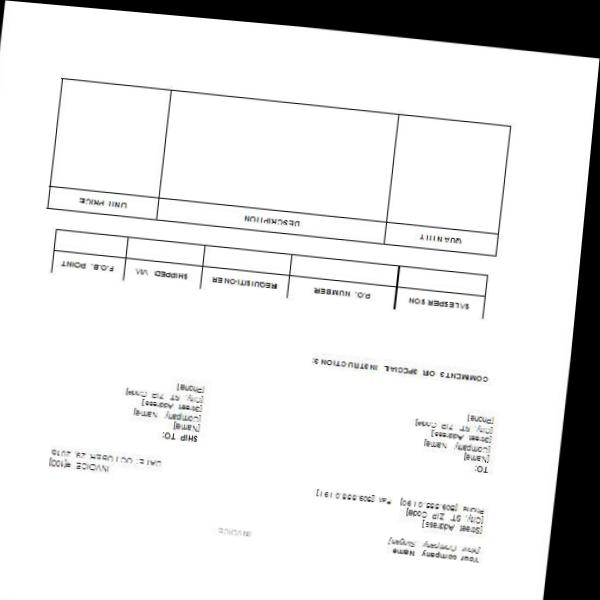 INVOICE
Your company Name
[Your Company Slogan]
[Street Address]
[City, ST ZIP Code]
Phone [509.555.0190] Fax [509.555.0191]
INVOICE #[100]
DATE: OCTOBER 29, 2018
TO:
[Name]
[Company Name]
[Street Address]
[City, ST ZIP Code]
[Phone]
SHIP TO:
[Name]
[Company Name]
[Street Address]
[City, ST ZIP Code]
[Phone]
COMMENTS OR SPECIAL INSTRUCTIONS:
SALESPERSON P.O. NUMBER REQUISITIONER SHIPPED VIA F.O.B. POINT
QUANTITY DESCRIPTION UNIT PRICE